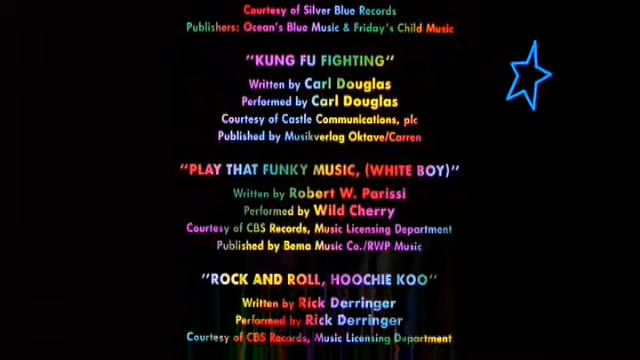 Courtesy of Silver Blue Records
Publishers: Ocean's Blue Music & Friday's Child Music
"KUNG FU FIGHTING"
Written by Carl Douglas
Performed by Carl Douglas
Courtesy of Castle Communications, plc
Published by Musikverlag Oktave/Carren
"PLAY THAT FUNKY MUSIC, (WHITE BOY)"
Written by Robert W. Parissi
Performed by Wild Cherry
Courtesy of CBS Records, Music Licensing Department
Published by Bema Music Co./RWP Music
"ROCK AND ROLL, HOOCHIE KOO"
Written by Rick Derringer
Performed by Rick Derringer
Courtesy of CBS Records, Music Licensing Department